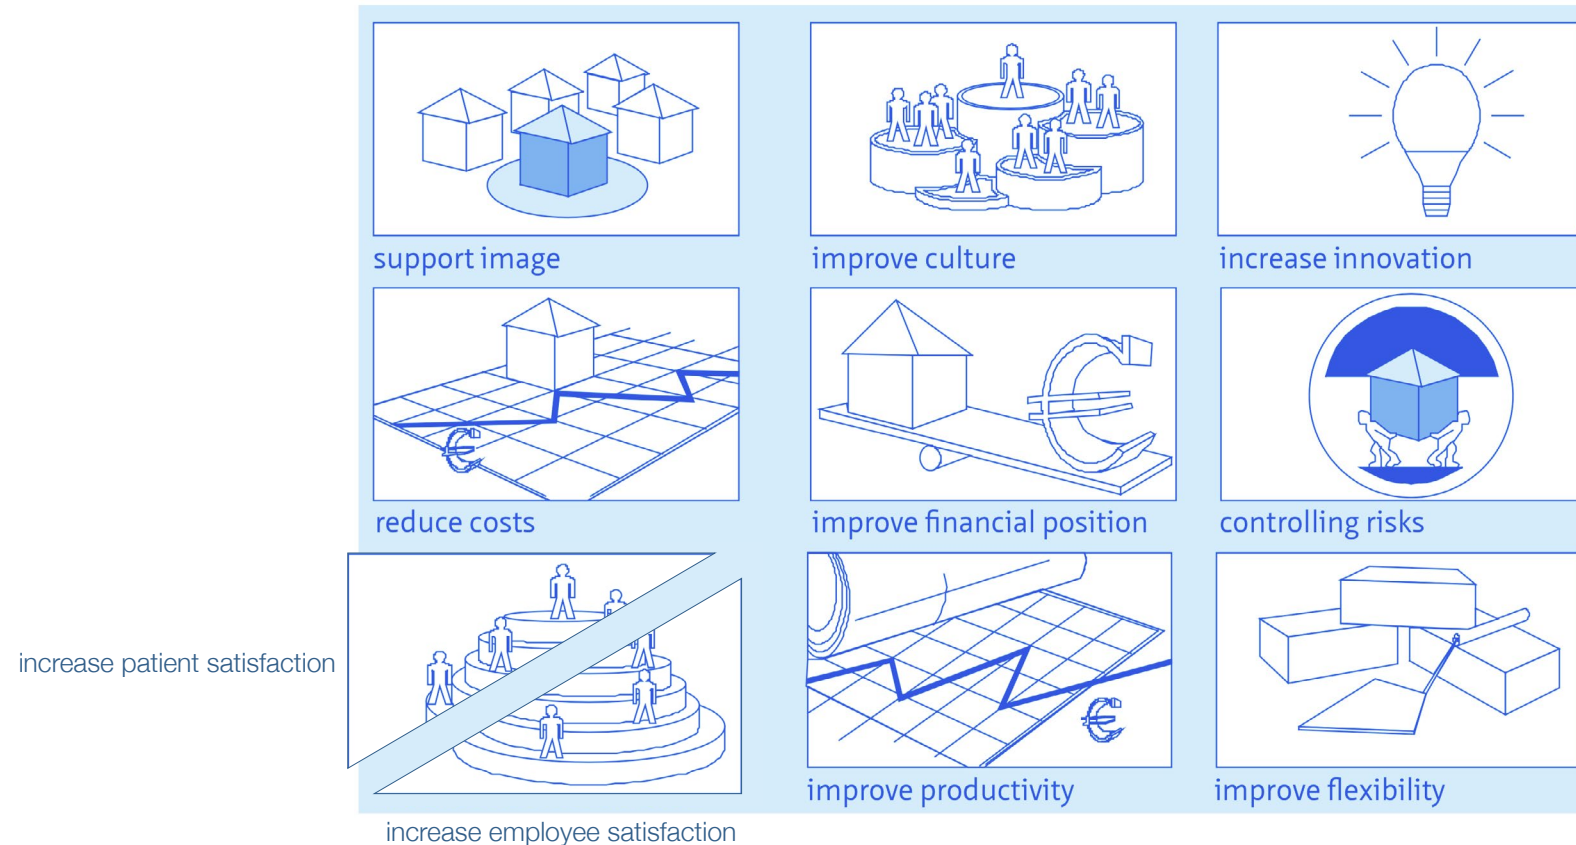 support image
improve culture
increase innovation
reduce costs
improve financial position
controlling risks
increase patient satisfaction
improve productivity
improve flexibility
increase employee satisfaction